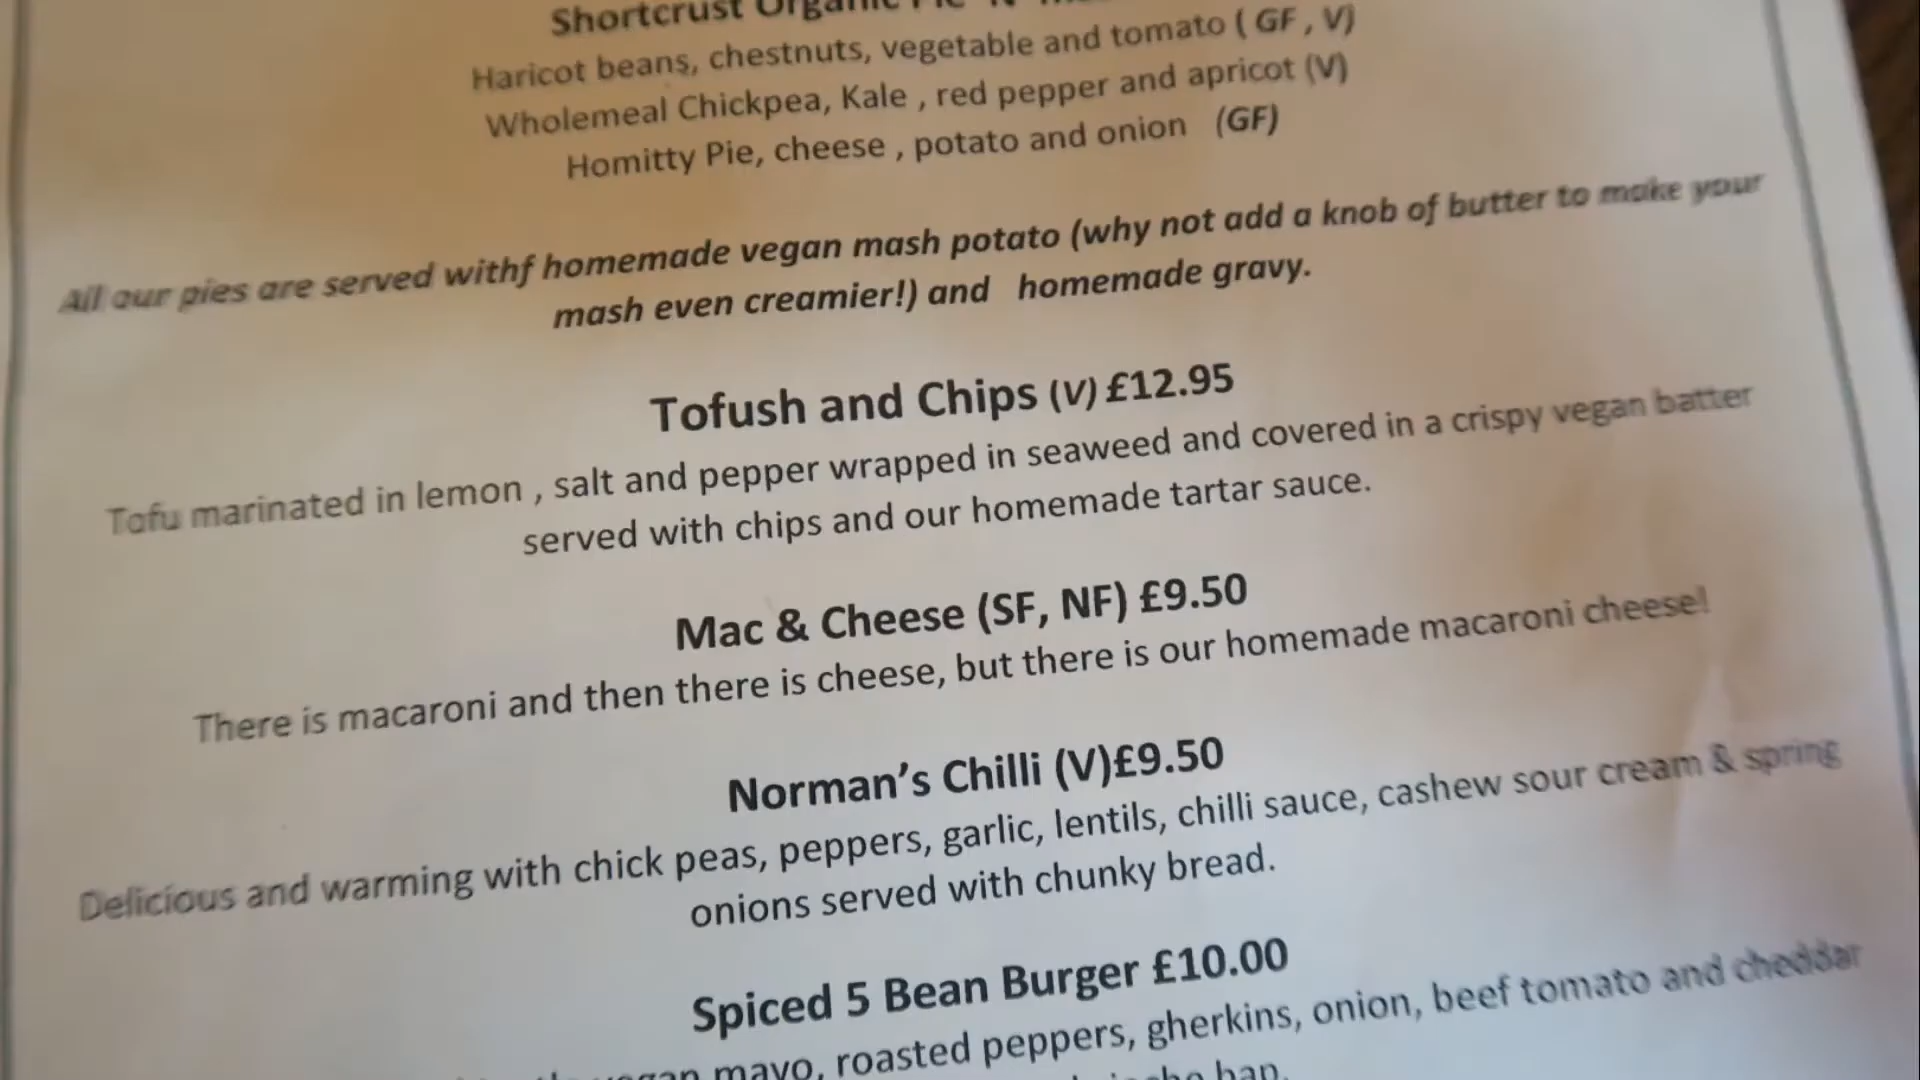 Shortcrust Organic Pie
Haricot beans, chestnuts, vegetable and tomato ( GF , V)
Wholemeal Chickpea, Kale , red pepper and apricot (V)
Homitty Pie, cheese , potato and onion (GF)
All our pies are served withf homemade vegan mash potato (why not add a knob of butter to make your
mash even creamier!) and homemade gravy.
Tofush and Chips (V) £12.95
Tofu marinated in lemon , salt and pepper wrapped in seaweed and covered in a crispy vegan batter
served with chips and our homemade tartar sauce.
Mac & Cheese (SF, NF) £9.50
There is macaroni and then there is cheese, but there is our homemade macaroni cheese!
Norman's Chilli (V)£9.50
Delicious and warming with chick peas, peppers, garlic, lentils, chilli sauce, cashew sour cream & spring
onions served with chunky bread.
Spiced 5 Bean Burger £10.00
vegan mayo, roasted peppers, gherkins, onion, beef tomato and cheddar
bap.